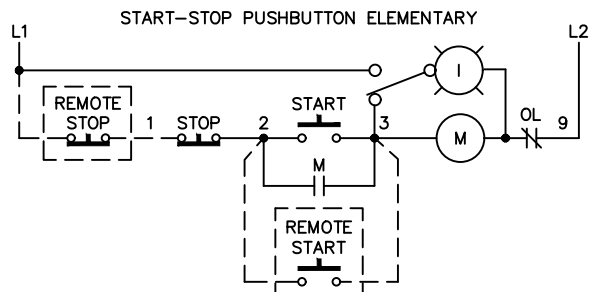 START-STOP PUSHBUTTON ELEMENTARY
L1 L2
I
REMOTE
STOP 1 STOP 2 START 3 M OL 9
M
REMOTE
START